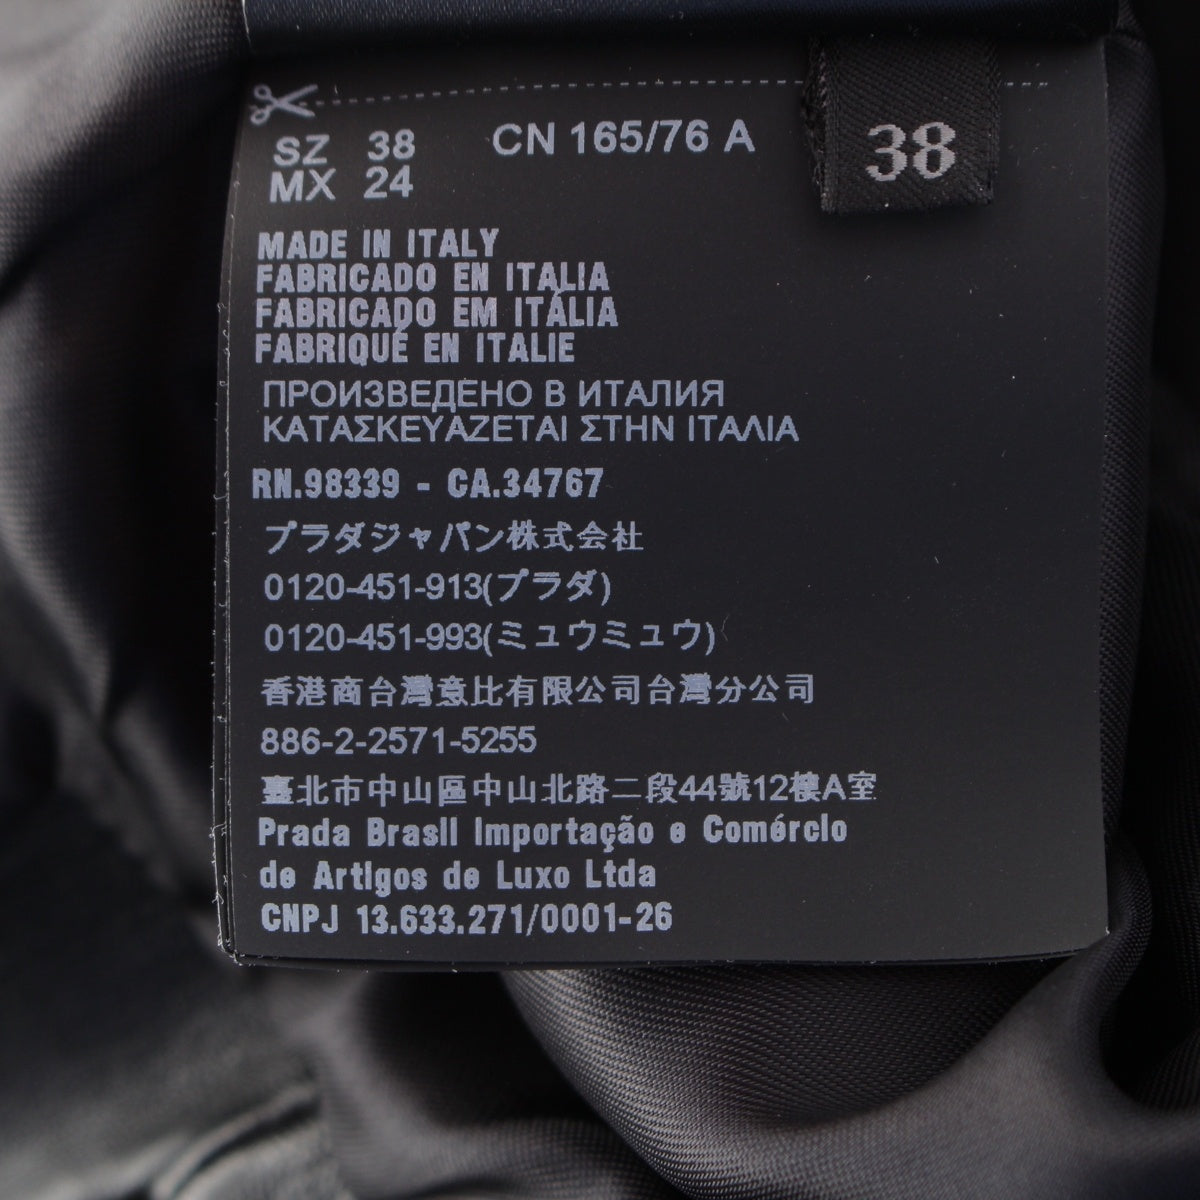 SZ 38 CN 165/76 A
38
MX 24
MADE IN ITALY
FABRICADO EN ITALIA
FABRICADO EM ITÁLIA
FABRIQUÉ EN ITALIE
ПРОИЗВЕДЕНО В ИТАЛИЯ
ΚΑΤΑΣΚΕΥΑΖΕΤΑΙ ΣΤΗΝ ΙΤΑΛΙΑ
RN.98339 - CA.34767
プラダジャパン株式会社
0120-451-913(プラダ)
0120-451-993(ミュウミュウ)
香港商台灣意比有限公司台灣分公司
886-2-2571-5255
臺北市中山區中山北路二段44號12樓A室
Prada Brasil Importação e Comércio
de Artigos de Luxo Ltda
CNPJ 13.633.271/0001-26